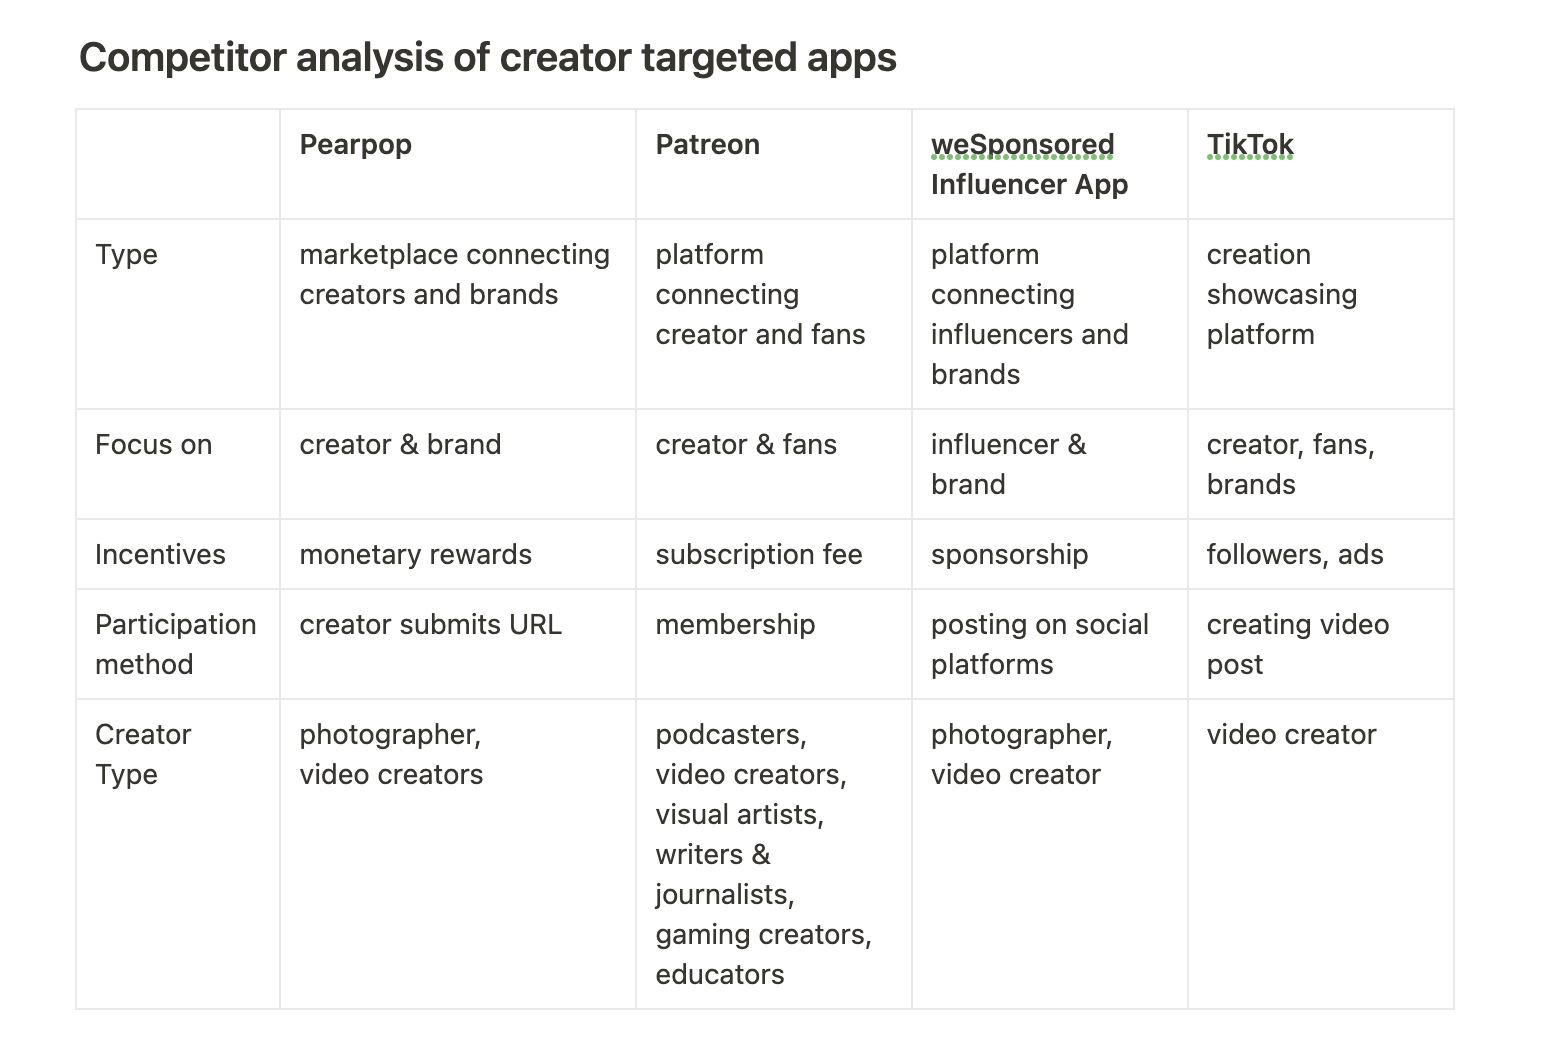 Competitor analysis of creator targeted apps
Pearpop
Patreon
weSponsored
Influencer App
TikTok
Type
marketplace connecting
creators and brands
platform
connecting
creator and fans
platform
connecting
influencers and
brands
creation
showcasing
platform
Focus on
creator & brand
creator & fans
influencer &
brand
creator, fans,
brands
Incentives
monetary rewards
subscription fee
sponsorship
followers, ads
Participation
method
creator submits URL
membership
posting on social
platforms
creating video
post
Creator
Type
photographer,
video creators
podcasters,
video creators,
visual artists,
writers &
journalists,
gaming creators,
educators
photographer,
video creator
video creator